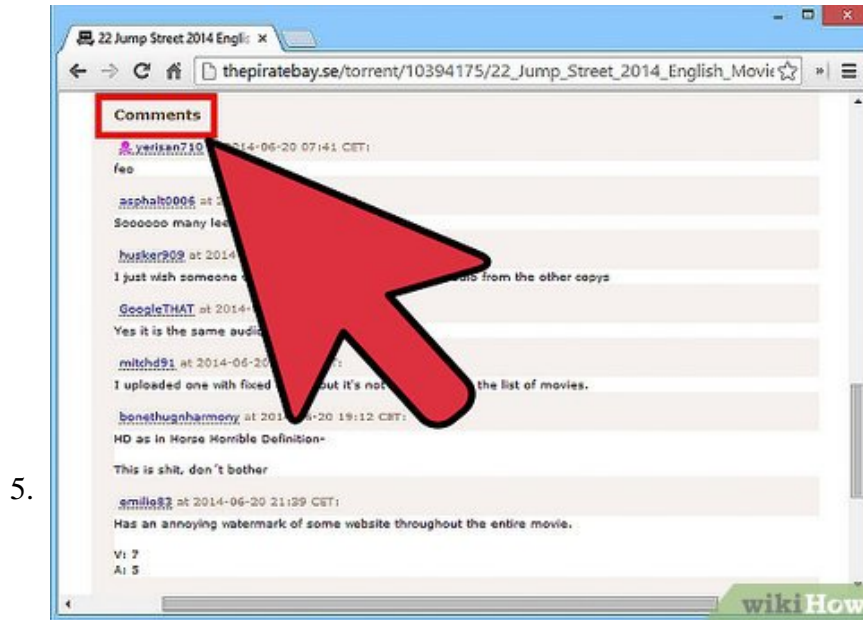 22 Jump Street 2014 Englis
thepiratebay.se/torrent/10394175/22_Jump_Street_2014_English_Movie
Comments
yerisan710 2014-06-20 07:41 CET:
feo
asphalt0006 at
Soooooo many
husker909 at 2014-
I just wish someone from the other copys
GoogleTHAT at 2014-
Yes it is the same audio
mitchd91 at 2014-06-20
I uploaded one with fixed but it's not the list of movies.
bonethugnharmony at 2014-06-20 19:12 CET:
HD as in Horse Horrible Definition-
This is shit, don´t bother
5.
emilio83 at 2014-06-20 21:39 CET:
Has an annoying watermark of some website throughout the entire movie.
V: 7
A: 5
wikiHow